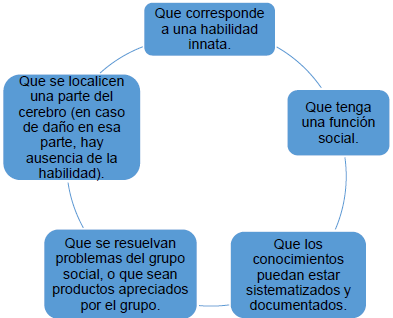 Que corresponde
a una habilidad
innata.
Que tenga
una función
social.
Que los
conocimientos
puedan estar
sistematizados y
documentados.
Que se resuelvan
problemas del grupo
social, o que sean
productos apreciados
por el grupo.
Que se localicen
una parte del
cerebro (en caso
de daño en esa
parte, hay
ausencia de la
habilidad).